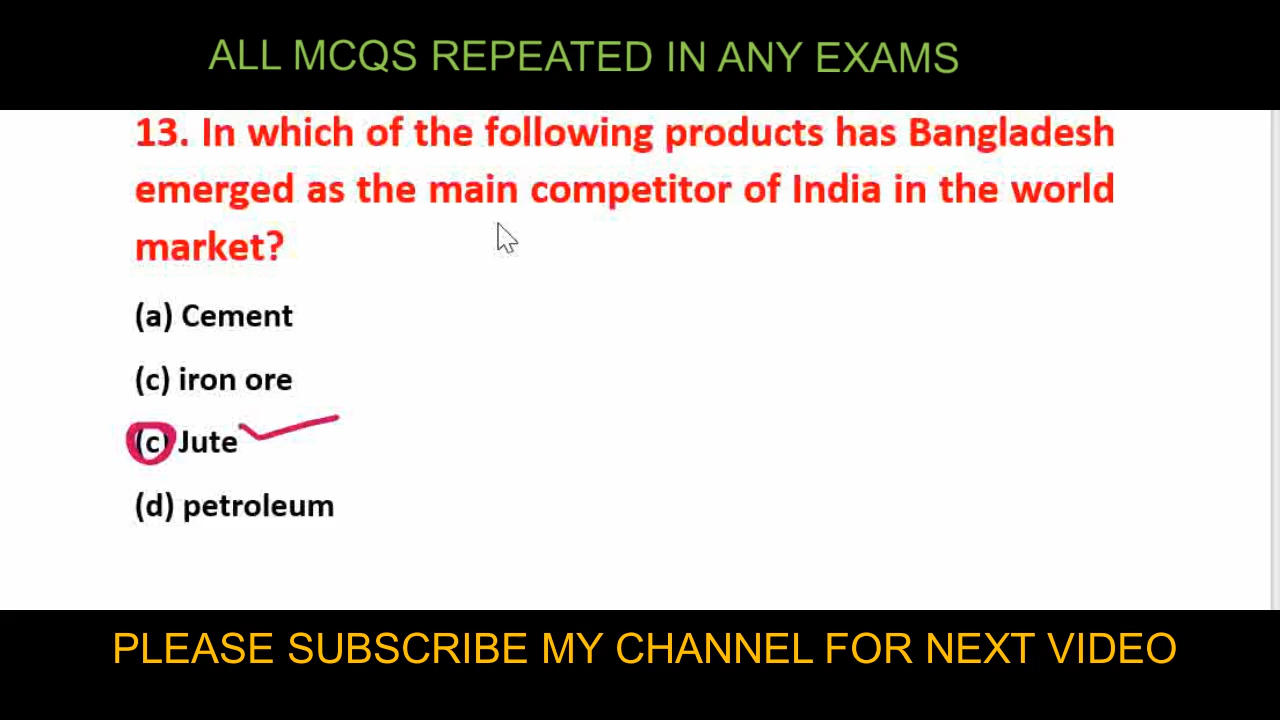 ALL MCQS REPEATED IN ANY EXAMS
13. In which of the following products has Bangladesh
emerged as the main competitor of India in the world
market?
(a) Cement
(c) iron ore
(c) Jute
(d) petroleum
PLEASE SUBSCRIBE MY CHANNEL FOR NEXT VIDEO